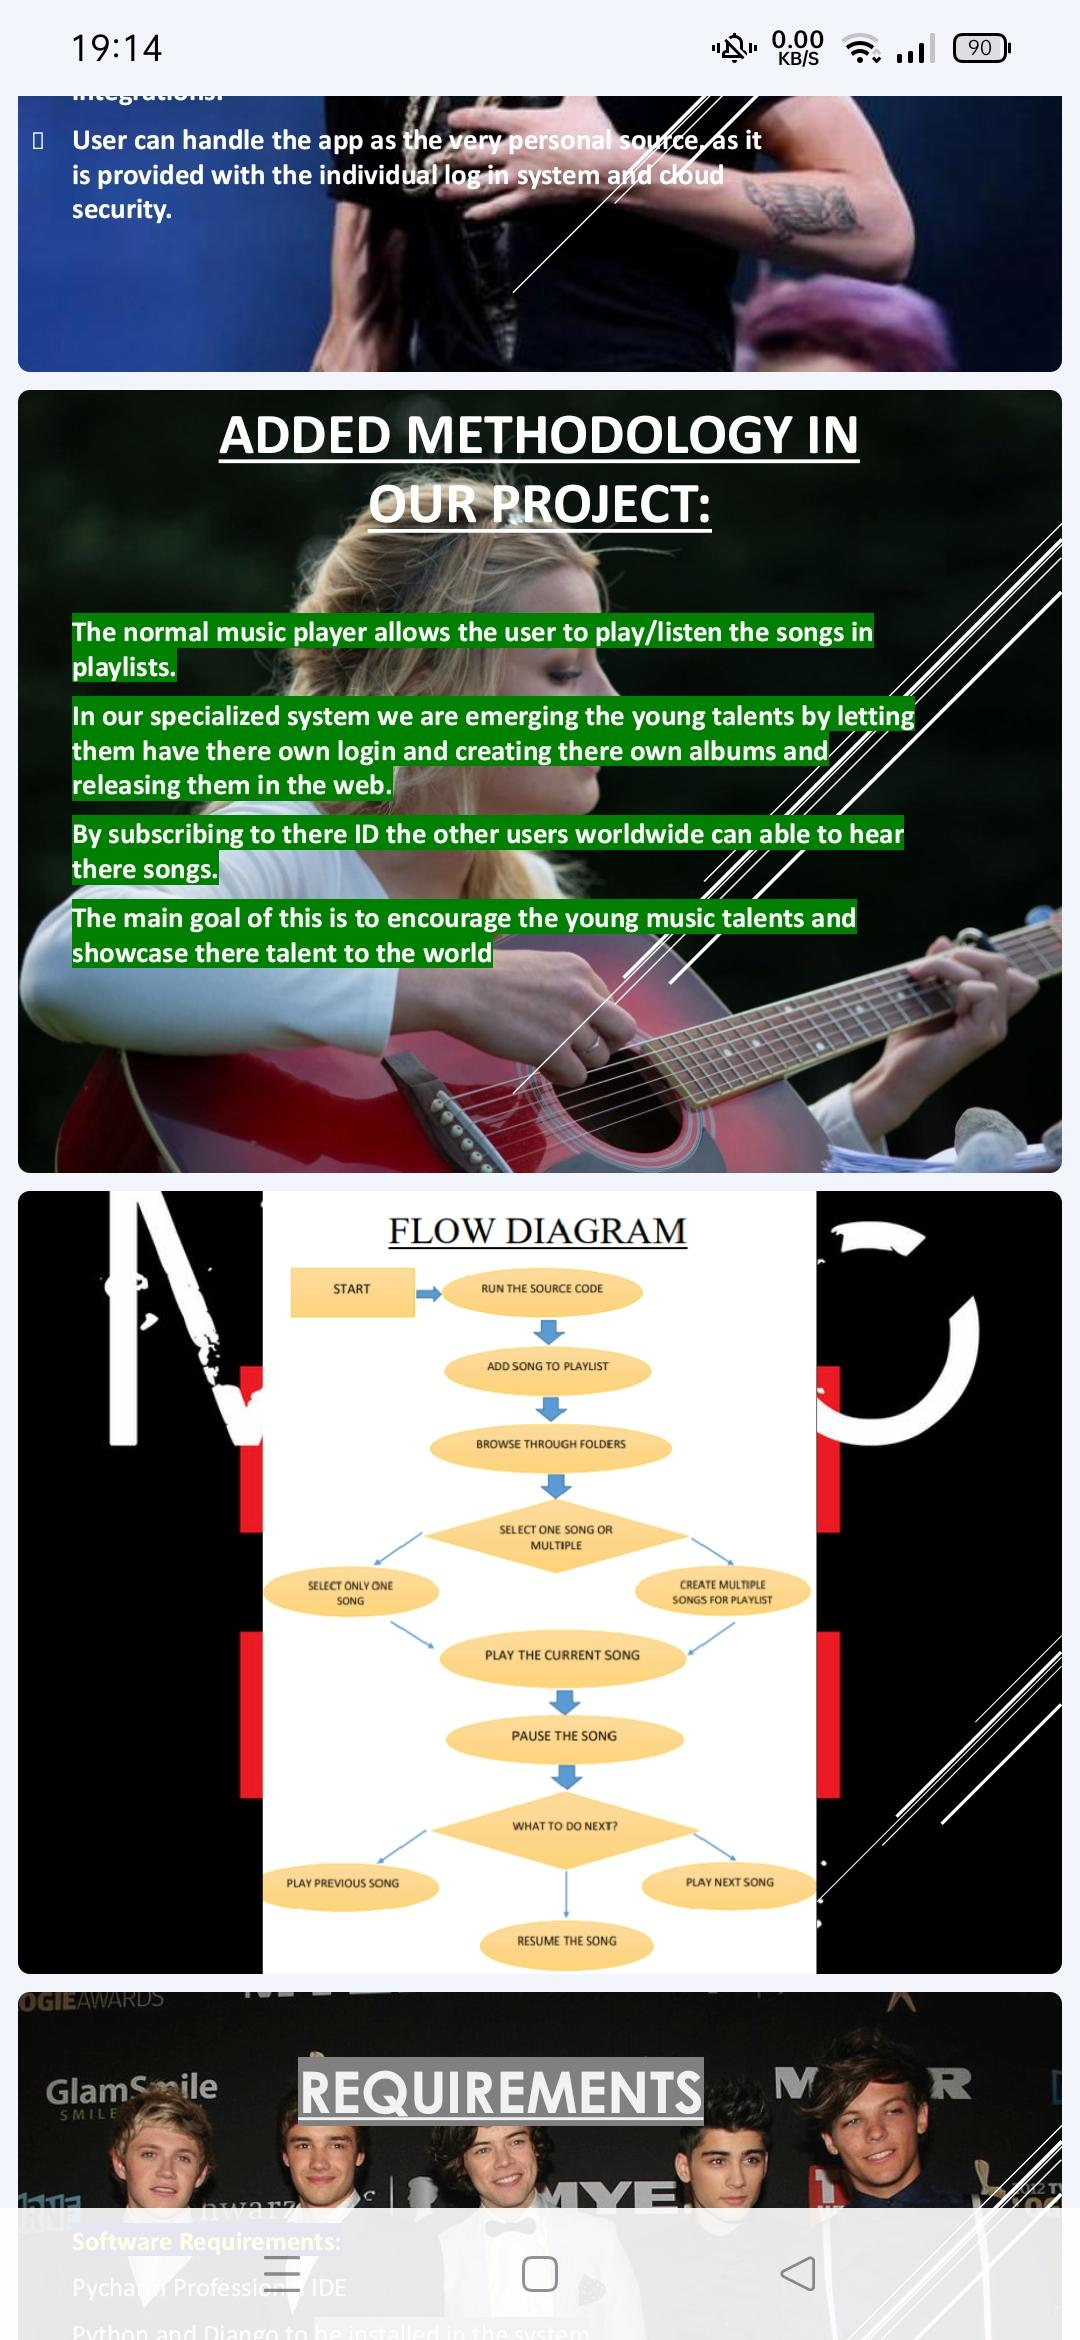 19:14
0.00
KB/S
90
integrations.
User can handle the app as the very personal source, as it
is provided with the individual log in system and cloud
security.
ADDED METHODOLOGY IN
OUR PROJECT:
The normal music player allows the user to play/listen the songs in
playlists.
In our specialized system we are emerging the young talents by letting
them have there own login and creating there own albums and
releasing them in the web.
By subscribing to there ID the other users worldwide can able to hear
there songs.
The main goal of this is to encourage the young music talents and
showcase there talent to the world
FLOW DIAGRAM
START
RUN THE SOURCE CODE
ADD SONG TO PLAYLIST
BROWSE THROUGH FOLDERS
SELECT ONE SONG OR
MULTIPLE
SELECT ONLY ONE
SONG
CREATE MULTIPLE
SONGS FOR PLAYLIST
PLAY THE CURRENT SONG
PAUSE THE SONG
WHAT TO DO NEXT?
PLAY PREVIOUS SONG
PLAY NEXT SONG
RESUME THE SONG
OGIE AWARDS
GlamSmile
SMILE
REQUIREMENTS
MYE
Software Requirements:
Pycharm Professional IDE
Python and Django to be installed in the system